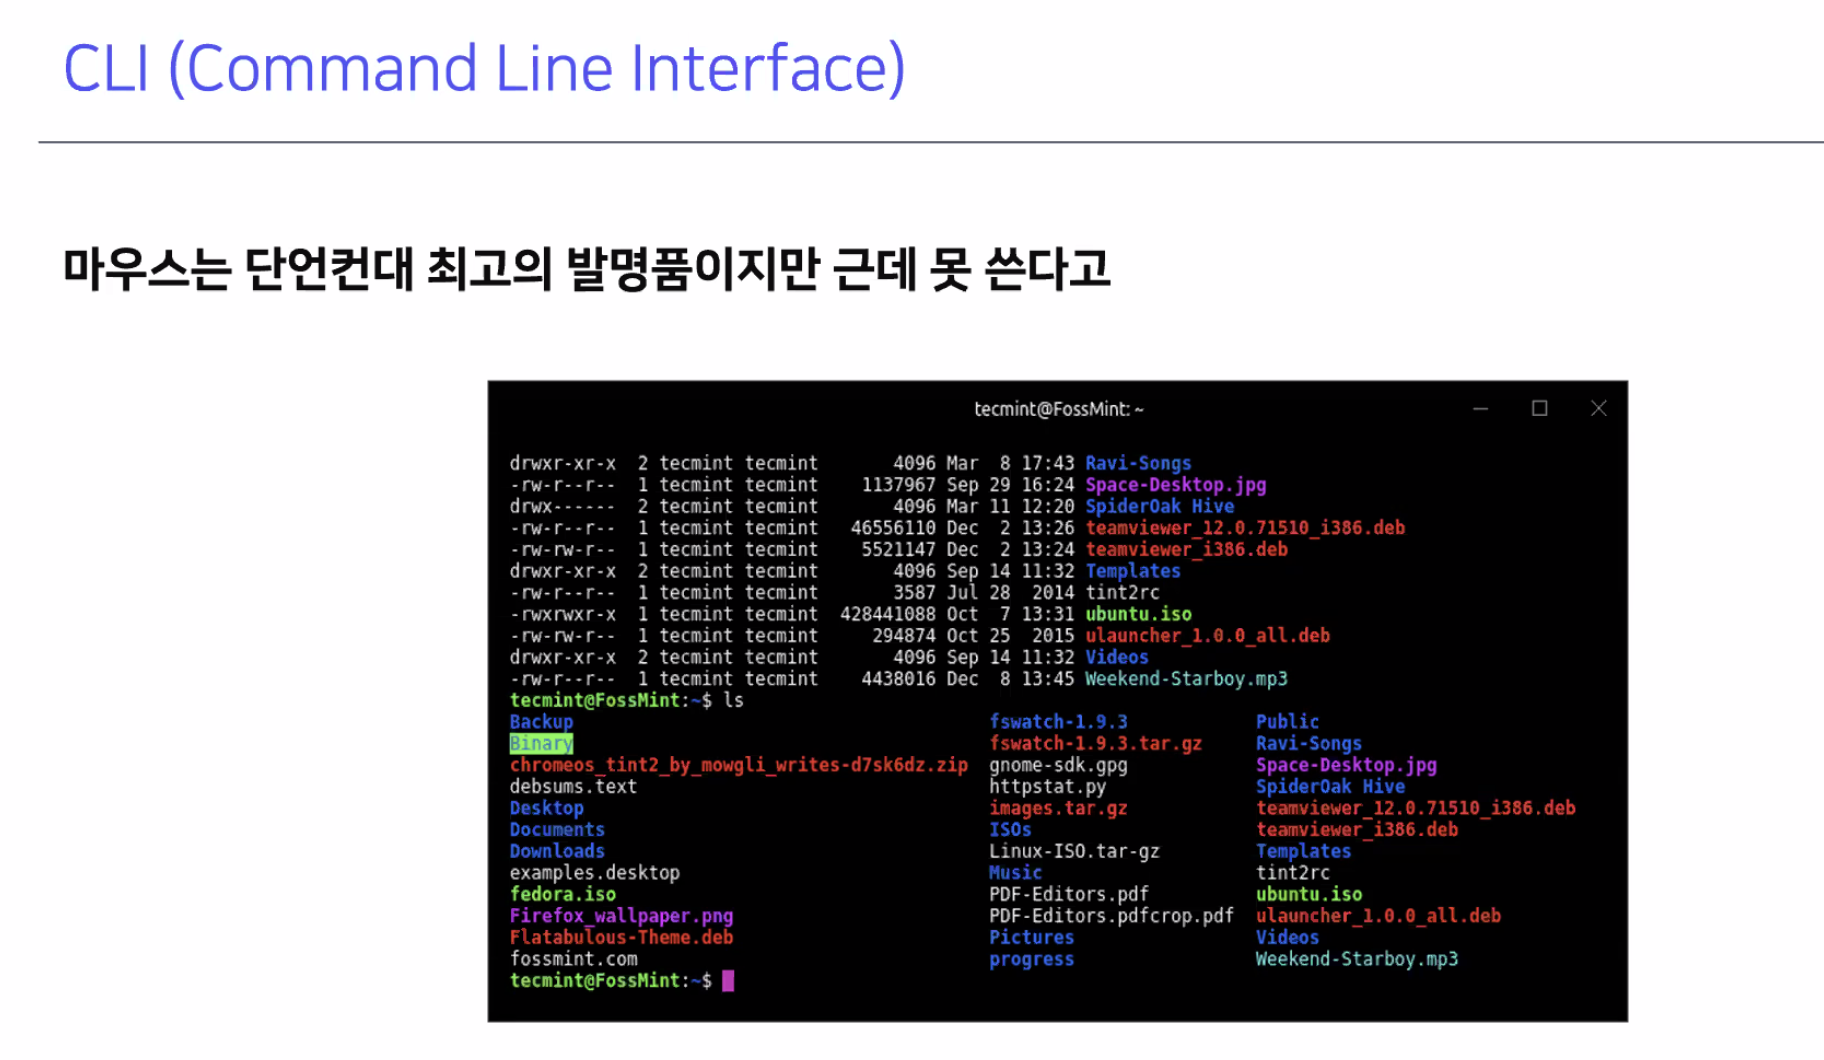 CLI (Command Line Interface)
마우스는 단언컨대 최고의 발명품이지만 근데 못 쓴다고
tecmint@FossMint: ~
drwxr-xr-x  2 tecmint tecmint      4096 Mar  8 17:43 Ravi-Songs
-rw-r--r--  1 tecmint tecmint   1137967 Sep 29 16:24 Space-Desktop.jpg
drwx------  2 tecmint tecmint      4096 Mar 11 12:20 SpiderOak Hive
-rw-r--r--  1 tecmint tecmint  46556110 Dec  2 13:26 teamviewer_12.0.71510_i386.deb
-rw-rw-r--  1 tecmint tecmint   5521147 Dec  2 13:24 teamviewer_i386.deb
drwxr-xr-x  2 tecmint tecmint      4096 Sep 14 11:32 Templates
-rw-r--r--  1 tecmint tecmint      3587 Jul 28  2014 tint2rc
-rwxrwxr-x  1 tecmint tecmint 428441088 Oct  7 13:31 ubuntu.iso
-rw-rw-r--  1 tecmint tecmint    294874 Oct 25  2015 ulauncher_1.0.0_all.deb
drwxr-xr-x  2 tecmint tecmint      4096 Sep 14 11:32 Videos
-rw-r--r--  1 tecmint tecmint   4438016 Dec  8 13:45 Weekend-Starboy.mp3
tecmint@FossMint:~$ ls
Backup fswatch-1.9.3 Public
Binary fswatch-1.9.3.tar.gz Ravi-Songs
chromeos_tint2_by_mowgli_writes-d7sk6dz.zip gnome-sdk.gpg Space-Desktop.jpg
debsums.text httpstat.py SpiderOak Hive
Desktop images.tar.gz teamviewer_12.0.71510_i386.deb
Documents ISOs teamviewer_i386.deb
Downloads Linux-ISO.tar-gz Templates
examples.desktop Music tint2rc
fedora.iso PDF-Editors.pdf ubuntu.iso
Firefox_wallpaper.png PDF-Editors.pdfcrop.pdf ulauncher_1.0.0_all.deb
Flatabulous-Theme.deb Pictures Videos
fossmint.com progress Weekend-Starboy.mp3
tecmint@FossMint:~$